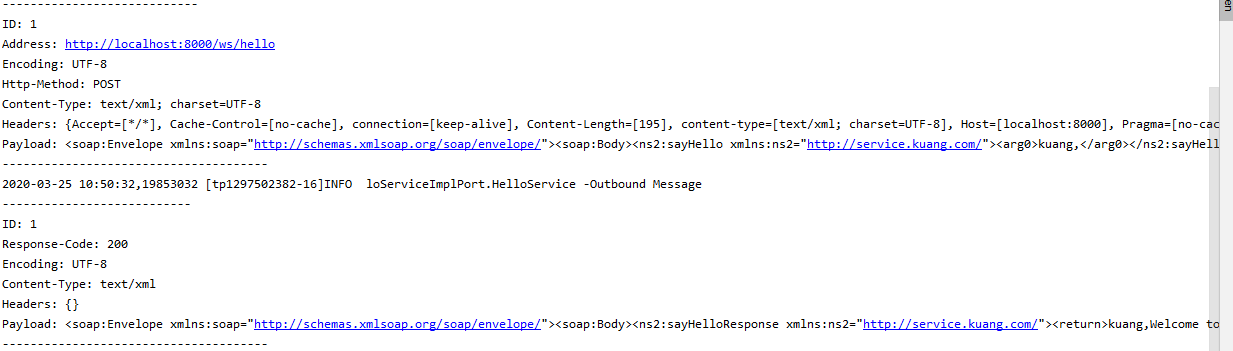 ----------------------------
ID: 1
Address: http://localhost:8000/ws/hello
Encoding: UTF-8
Http-Method: POST
Content-Type: text/xml; charset=UTF-8
Headers: {Accept=[*/*], Cache-Control=[no-cache], connection=[keep-alive], Content-Length=[195], content-type=[text/xml; charset=UTF-8], Host=[localhost:8000], Pragma=[no-cac
Payload: <soap:Envelope xmlns:soap="http://schemas.xmlsoap.org/soap/envelope/"><soap:Body><ns2:sayHello xmlns:ns2="http://service.kuang.com/"><arg0>kuang,</arg0></ns2:sayHell
--------------------------------------
2020-03-25 10:50:32,19853032 [tp1297502382-16]INFO  loServiceImplPort.HelloService -Outbound Message
---------------------------
ID: 1
Response-Code: 200
Encoding: UTF-8
Content-Type: text/xml
Headers: {}
Payload: <soap:Envelope xmlns:soap="http://schemas.xmlsoap.org/soap/envelope/"><soap:Body><ns2:sayHelloResponse xmlns:ns2="http://service.kuang.com/"><return>kuang,Welcome to
--------------------------------------
en